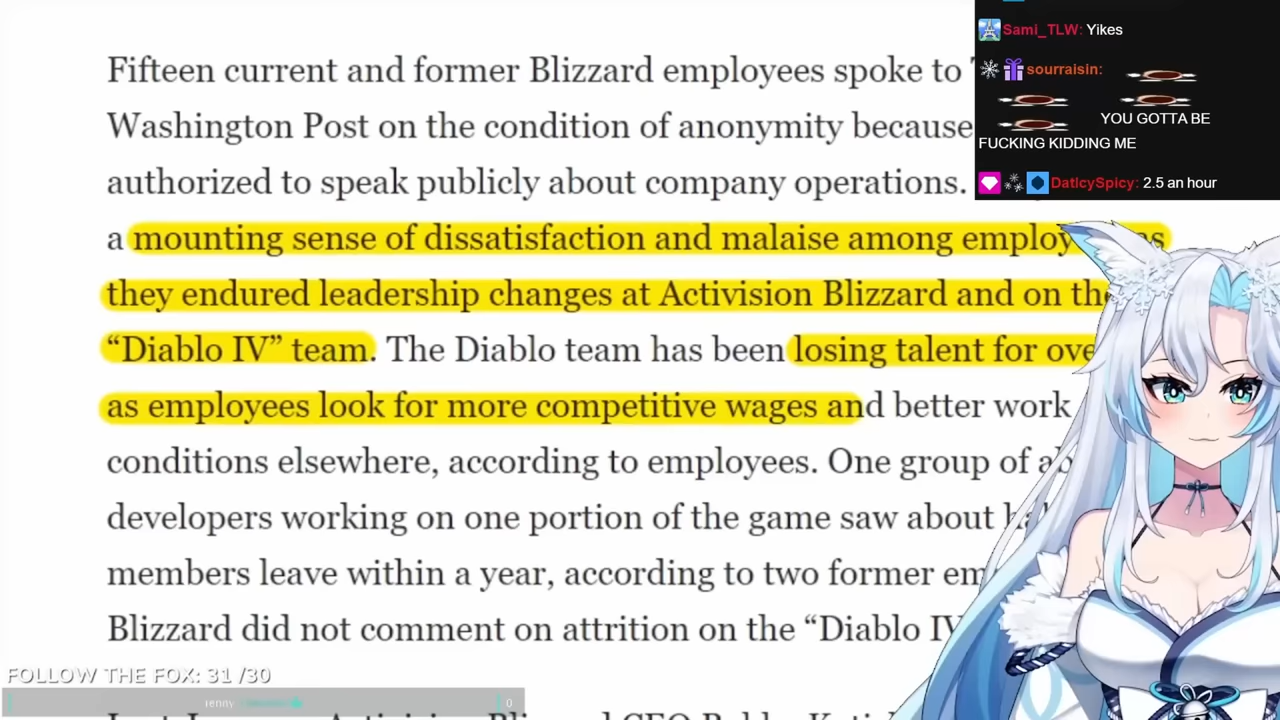 Fifteen current and former Blizzard employees spoke to
Washington Post on the condition of anonymity because
authorized to speak publicly about company operations.
a mounting sense of dissatisfaction and malaise among
they endured leadership changes at Activision Blizzard and on the
“Diablo IV” team. The Diablo team has been losing talent for
as employees look for more competitive wages and better work
conditions elsewhere, according to employees. One group of
developers working on one portion of the game saw about
members leave within a year, according to two former
Blizzard did not comment on attrition on the “Diablo IV
Sami_TLW: Yikes
sourraisin:
YOU GOTTA BE
FUCKING KIDDING ME
DatIcySpicy: 2.5 an hour
FOLLOW THE FOX: 31 /30
0